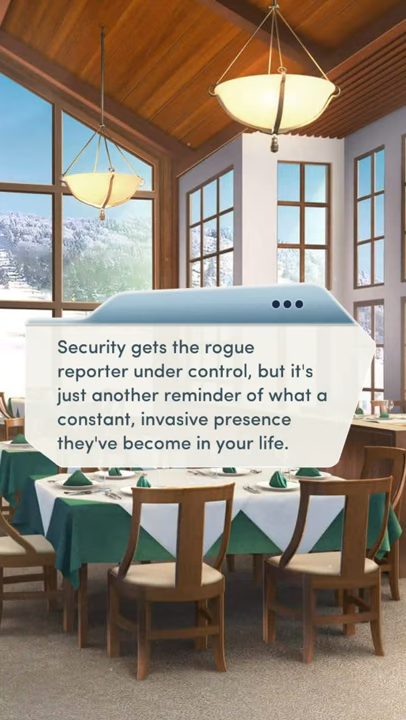 Security gets the rogue
reporter under control, but it's
just another reminder of what a
constant, invasive presence
they've become in your life.